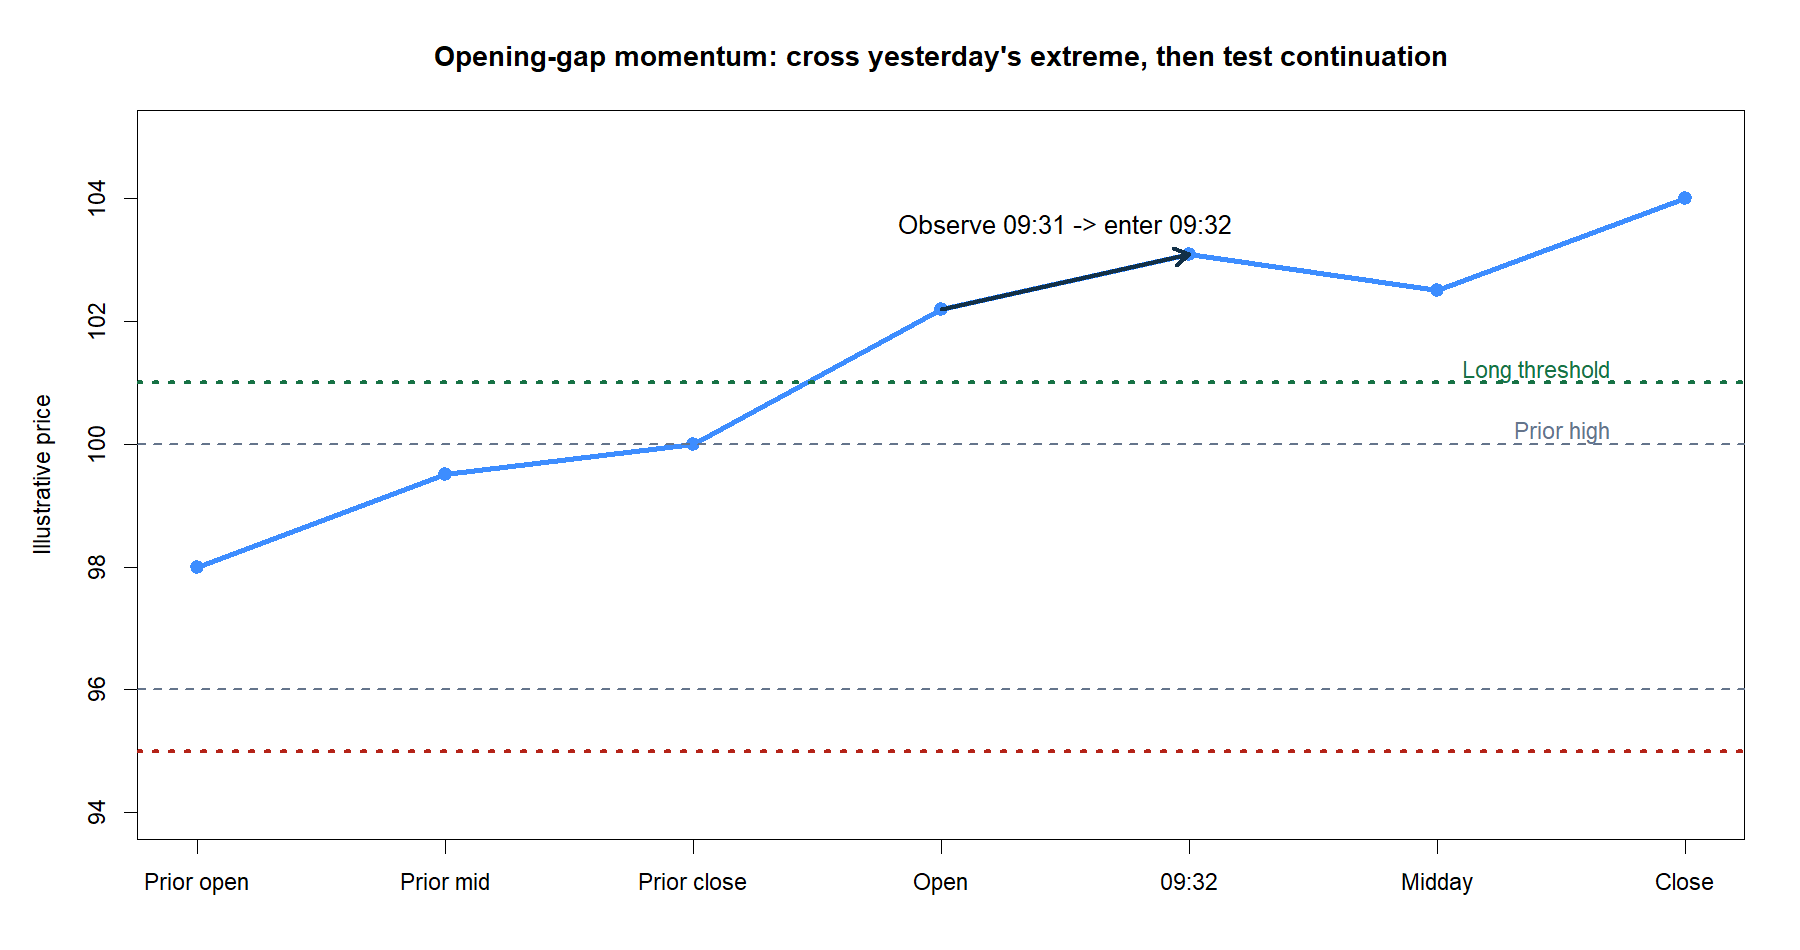 Opening-gap momentum: cross yesterday's extreme, then test continuation
Illustrative price
104
102
100
98
96
94
Observe 09:31 -> enter 09:32
Long threshold
Prior high
Prior open
Prior mid
Prior close
Open
09:32
Midday
Close